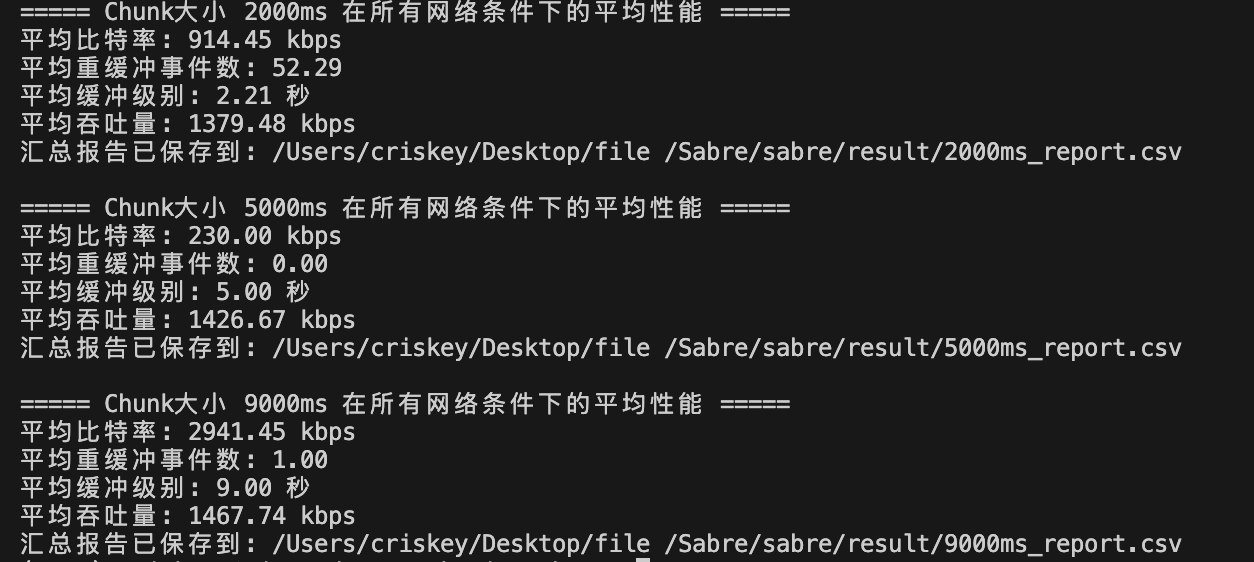 ===== Chunk大小 2000ms 在所有网络条件下的平均性能 =====
平均比特率: 914.45 kbps
平均重缓冲事件数: 52.29
平均缓冲级别: 2.21 秒
平均吞吐量: 1379.48 kbps
汇总报告已保存到: /Users/criskey/Desktop/file /Sabre/sabre/result/2000ms_report.csv
===== Chunk大小 5000ms 在所有网络条件下的平均性能 =====
平均比特率: 230.00 kbps
平均重缓冲事件数: 0.00
平均缓冲级别: 5.00 秒
平均吞吐量: 1426.67 kbps
汇总报告已保存到: /Users/criskey/Desktop/file /Sabre/sabre/result/5000ms_report.csv
===== Chunk大小 9000ms 在所有网络条件下的平均性能 =====
平均比特率: 2941.45 kbps
平均重缓冲事件数: 1.00
平均缓冲级别: 9.00 秒
平均吞吐量: 1467.74 kbps
汇总报告已保存到: /Users/criskey/Desktop/file /Sabre/sabre/result/9000ms_report.csv